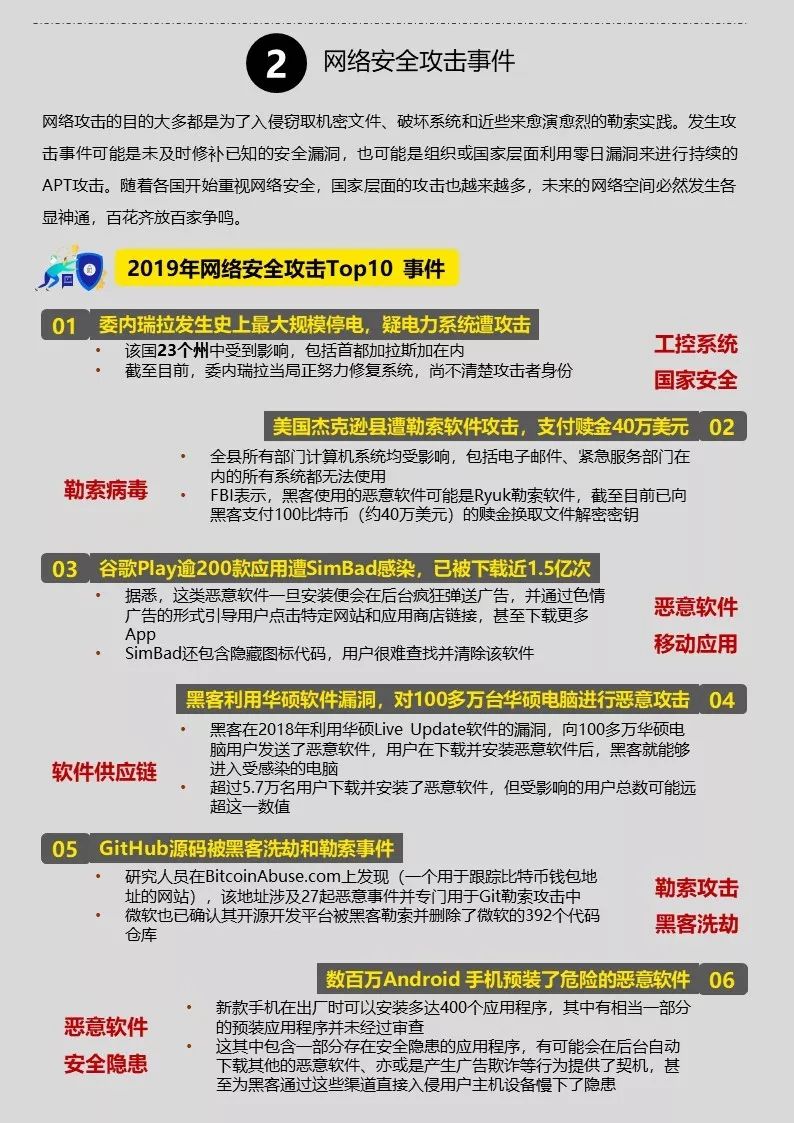 2 网络安全攻击事件
网络攻击的目的大多都是为了入侵窃取机密文件、破坏系统和近些来愈演愈烈的勒索实践。发生攻
击事件可能是未及时修补已知的安全漏洞，也可能是组织或国家层面利用零日漏洞来进行持续的
APT攻击。随着各国开始重视网络安全，国家层面的攻击也越来越多，未来的网络空间必然发生各
显神通，百花齐放百家争鸣。
2019年网络安全攻击Top10 事件
01 委内瑞拉发生史上最大规模停电，疑电力系统遭攻击
• 该国23个州中受到影响，包括首都加拉斯加在内
• 截至目前，委内瑞拉当局正努力修复系统，尚不清楚攻击者身份
工控系统
国家安全
美国杰克逊县遭勒索软件攻击，支付赎金40万美元 02
勒索病毒
• 全县所有部门计算机系统均受影响，包括电子邮件、紧急服务部门在
内的所有系统都无法使用
• FBI表示，黑客使用的恶意软件可能是Ryuk勒索软件，截至目前已向
黑客支付100比特币（约40万美元）的赎金换取文件解密密钥
03 谷歌Play逾200款应用遭SimBad感染，已被下载近1.5亿次
• 据悉，这类恶意软件一旦安装便会在后台疯狂弹送广告，并通过色情
广告的形式引导用户点击特定网站和应用商店链接，甚至下载更多
App
• SimBad还包含隐藏图标代码，用户很难查找并清除该软件
恶意软件
移动应用
黑客利用华硕软件漏洞，对100多万台华硕电脑进行恶意攻击 04
软件供应链
• 黑客在2018年利用华硕Live Update软件的漏洞，向100多万华硕电
脑用户发送了恶意软件，用户在下载并安装恶意软件后，黑客就能够
进入受感染的电脑
• 超过5.7万名用户下载并安装了恶意软件，但受影响的用户总数可能远
超这一数值
05 GitHub源码被黑客洗劫和勒索事件
• 研究人员在BitcoinAbuse.com上发现（一个用于跟踪比特币钱包地
址的网站），该地址涉及27起恶意事件并专门用于Git勒索攻击中
• 微软也已确认其开源开发平台被黑客勒索并删除了微软的392个代码
仓库
勒索攻击
黑客洗劫
数百万Android 手机预装了危险的恶意软件 06
恶意软件
安全隐患
• 新款手机在出厂时可以安装多达400个应用程序，其中有相当一部分
的预装应用程序并未经过审查
• 这其中包含一部分存在安全隐患的应用程序，有可能会在后台自动
下载其他的恶意软件、亦或是产生广告欺诈等行为提供了契机，甚
至为黑客通过这些渠道直接入侵用户主机设备慢下了隐患